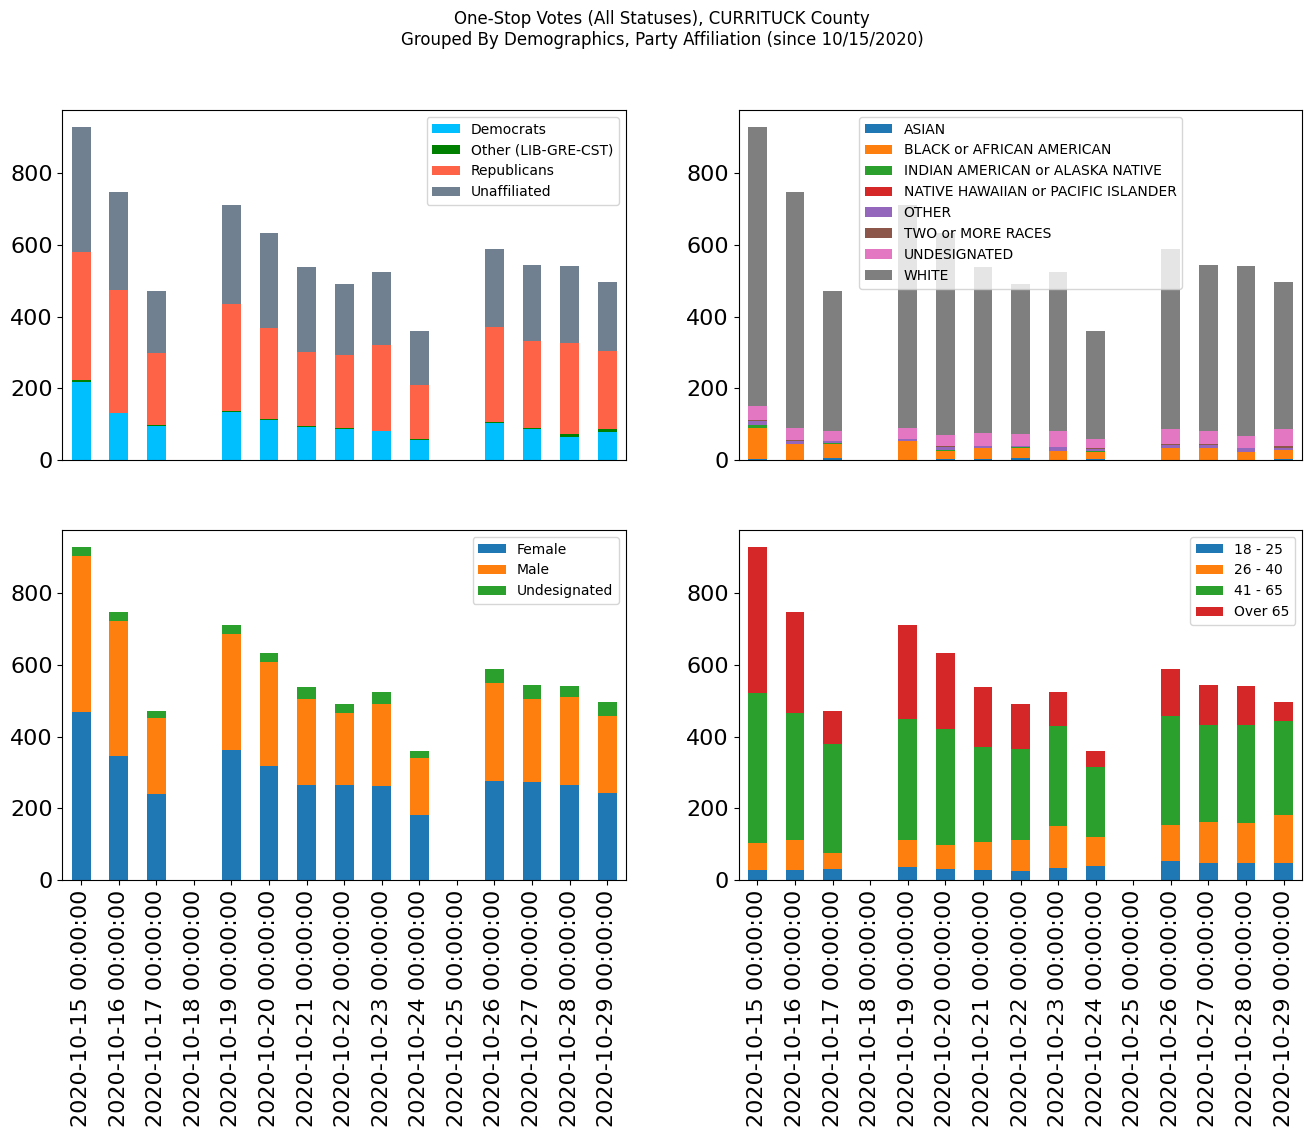 One-Stop Votes (All Statuses), CURRITUCK County
Grouped By Demographics, Party Affiliation (since 10/15/2020)
800
600
400
200
0
Democrats
Other (LIB-GRE-CST)
Republicans
Unaffiliated
800
600
400
200
0
ASIAN
BLACK or AFRICAN AMERICAN
INDIAN AMERICAN or ALASKA NATIVE
NATIVE HAWAIIAN or PACIFIC ISLANDER
OTHER
TWO or MORE RACES
UNDESIGNATED
WHITE
800
600
400
200
0
Female
Male
Undesignated
2020-10-15 00:00:00
2020-10-16 00:00:00
2020-10-17 00:00:00
2020-10-18 00:00:00
2020-10-19 00:00:00
2020-10-20 00:00:00
2020-10-21 00:00:00
2020-10-22 00:00:00
2020-10-23 00:00:00
2020-10-24 00:00:00
2020-10-25 00:00:00
2020-10-26 00:00:00
2020-10-27 00:00:00
2020-10-28 00:00:00
2020-10-29 00:00:00
800
600
400
200
0
18 - 25
26 - 40
41 - 65
Over 65
2020-10-15 00:00:00
2020-10-16 00:00:00
2020-10-17 00:00:00
2020-10-18 00:00:00
2020-10-19 00:00:00
2020-10-20 00:00:00
2020-10-21 00:00:00
2020-10-22 00:00:00
2020-10-23 00:00:00
2020-10-24 00:00:00
2020-10-25 00:00:00
2020-10-26 00:00:00
2020-10-27 00:00:00
2020-10-28 00:00:00
2020-10-29 00:00:00